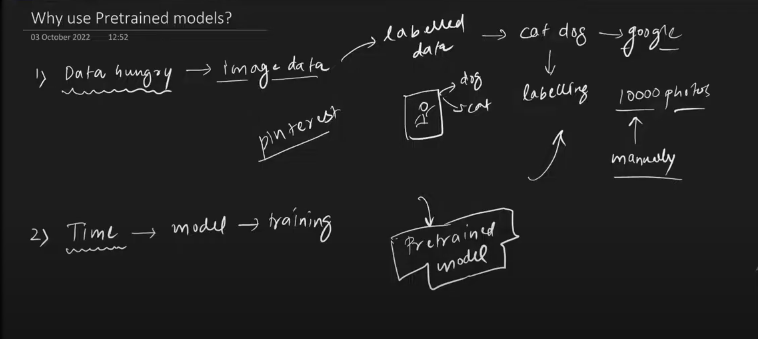 Why use Pretrained models?
03 October 2022 12:52
1) Data hungry → image data → labelled data → cat dog → google
labelling 10000 photos
dog
cat
manually
pinterest
2) Time → model → training
Pretrained model